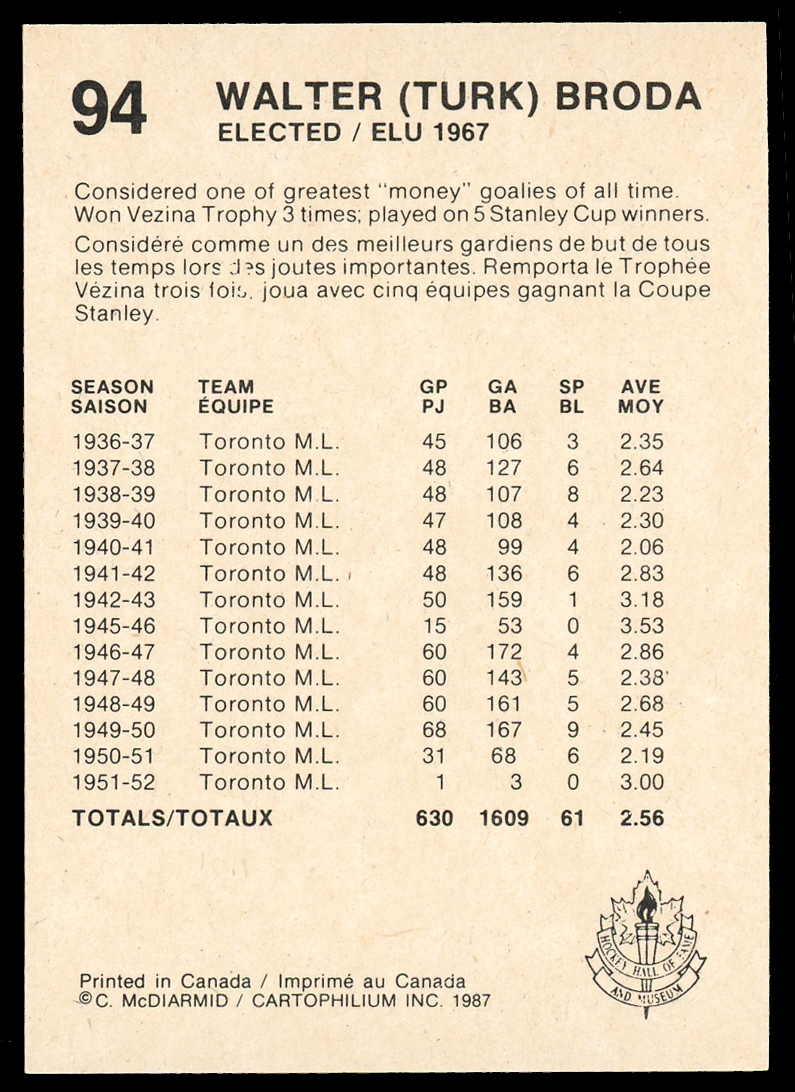 94 WALTER (TURK) BRODA
ELECTED / ELU 1967
Considered one of greatest "money" goalies of all time.
Won Vezina Trophy 3 times; played on 5 Stanley Cup winners.
Considéré comme un des meilleurs gardiens de but de tous
les temps lors des joutes importantes. Remporta le Trophée
Vézina trois fois, joua avec cinq équipes gagnant la Coupe
Stanley.
SEASON TEAM GP GA SP AVE
SAISON ÉQUIPE PJ BA BL MOY
1936-37 Toronto M.L. 45 106 3 2.35
1937-38 Toronto M.L. 48 127 6 2.64
1938-39 Toronto M.L. 48 107 8 2.23
1939-40 Toronto M.L. 47 108 4 2.30
1940-41 Toronto M.L. 48 99 4 2.06
1941-42 Toronto M.L. 48 136 6 2.83
1942-43 Toronto M.L. 50 159 1 3.18
1945-46 Toronto M.L. 15 53 0 3.53
1946-47 Toronto M.L. 60 172 4 2.86
1947-48 Toronto M.L. 60 143 5 2.38
1948-49 Toronto M.L. 60 161 5 2.68
1949-50 Toronto M.L. 68 167 9 2.45
1950-51 Toronto M.L. 31 68 6 2.19
1951-52 Toronto M.L. 1 3 0 3.00
TOTALS/TOTAUX 630 1609 61 2.56
HOCKEY HALL OF FAME
AND MUSEUM
Printed in Canada / Imprimé au Canada
©C. McDIARMID / CARTOPHILIUM INC. 1987